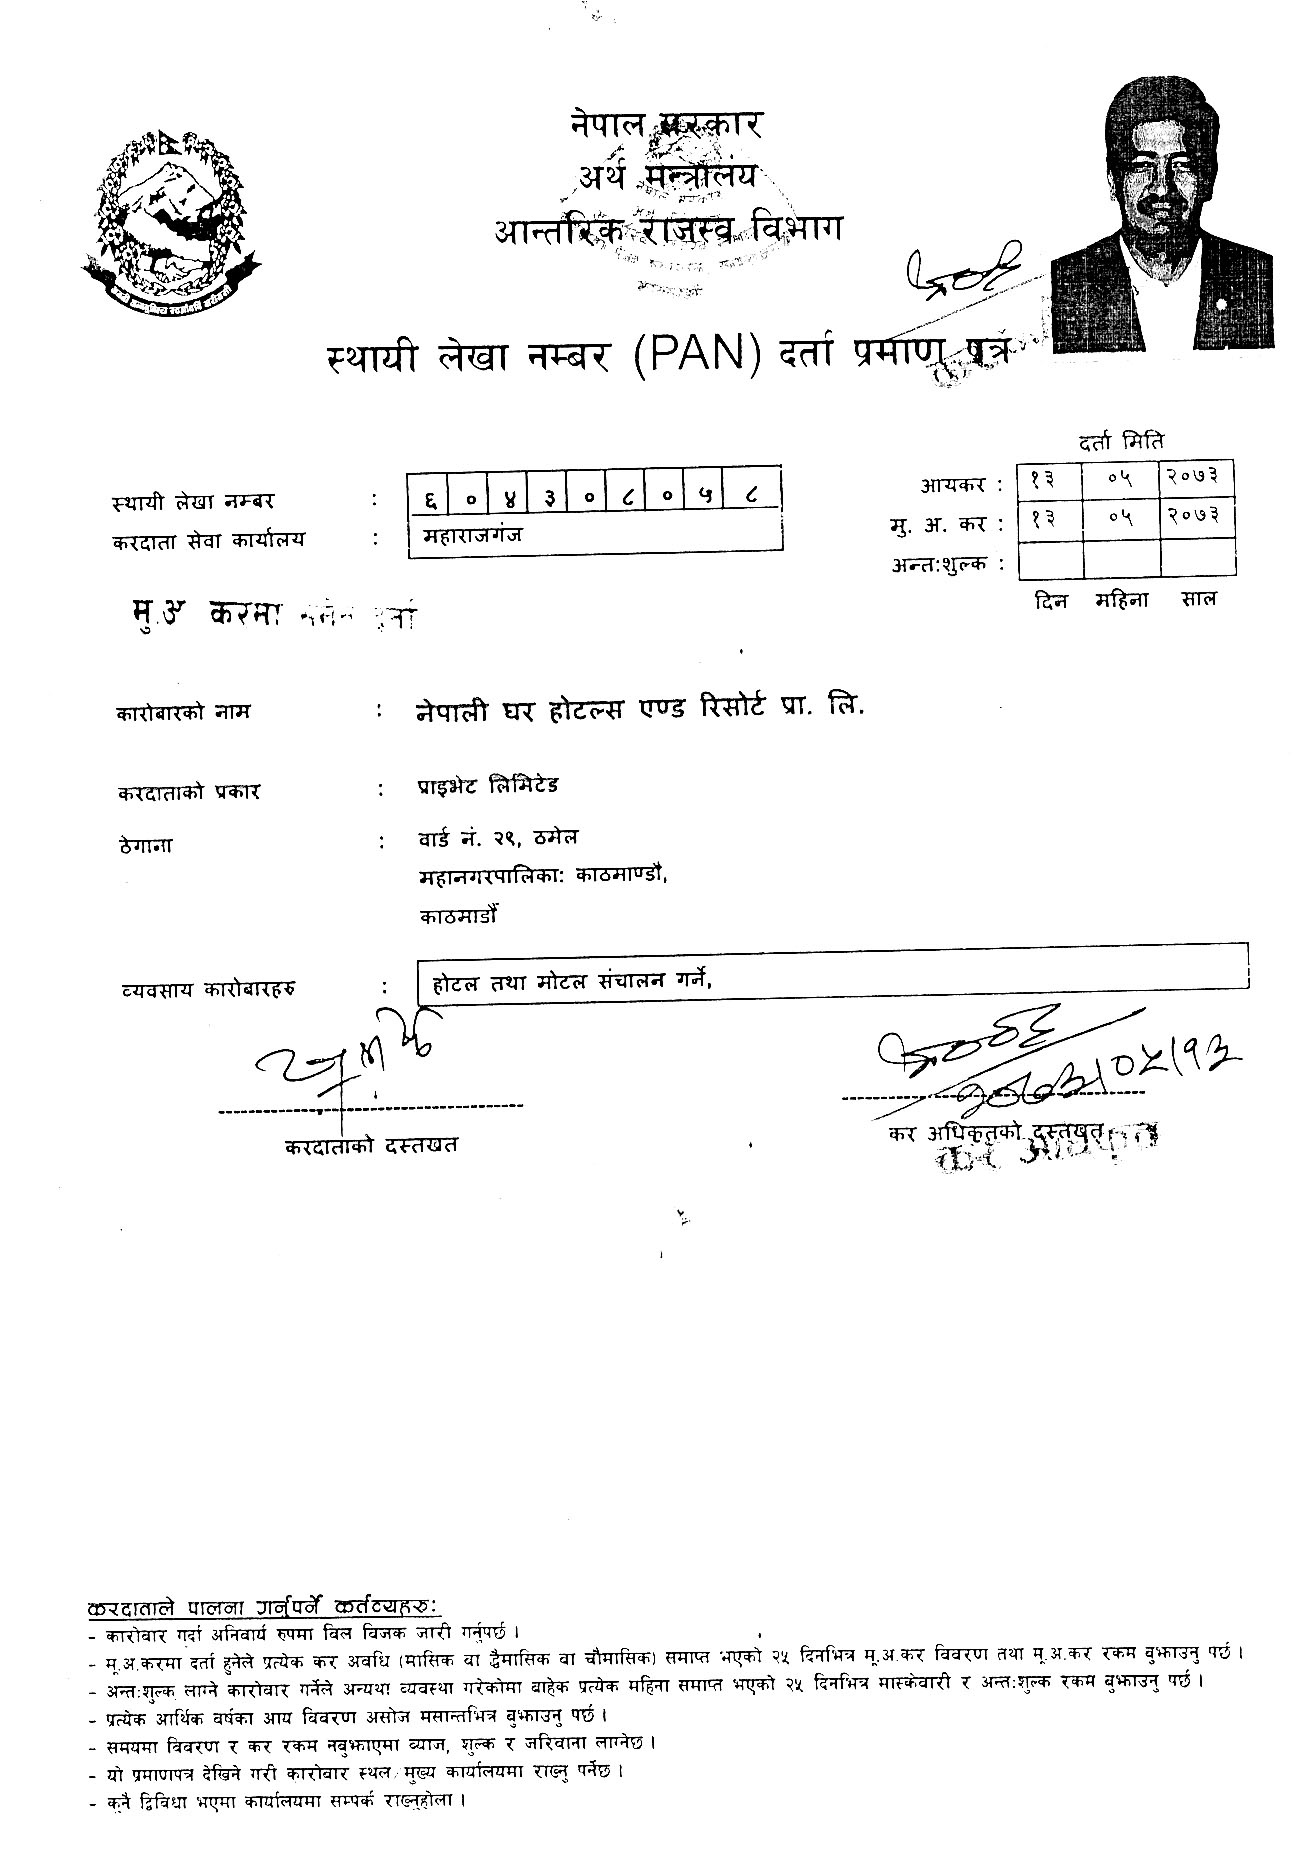 नेपाल सरकार
अर्थ मन्त्रालय
आन्तरिक राजस्व विभाग
स्थायी लेखा नम्बर (PAN) दर्ता प्रमाण पत्र
दर्ता मिति
स्थायी लेखा नम्बर : ६ ० ४ ३ ० ८ ० ५ ८
आयकर : १३ ०५ २०७३
करदाता सेवा कार्यालय : महाराजगंज
मु. अ. कर : १३ ०५ २०७३
अन्त:शुल्क :
दिन महिना साल
मु.अ करमा दर्ता
कारोबारको नाम : नेपाली घर होटल्स एण्ड रिसोर्ट प्रा. लि.
करदाताको प्रकार : प्राइभेट लिमिटेड
ठेगाना : वार्ड नं. २९, ठमेल
महानगरपालिका: काठमाण्डौ,
काठमाडौं
व्यवसाय कारोबारहरु : होटल तथा मोटल संचालन गर्ने,
२०७३/०५/१३
करदाताको दस्तखत
कर अधिकृतको दस्तखत
कर अधिकृत
करदाताले पालना गर्नुपर्ने कर्तव्यहरु:
- कारोबार गर्दा अनिवार्य रुपमा विल विजक जारी गर्नुपर्छ ।
- मू.अ.करमा दर्ता हुनेले प्रत्येक कर अवधि (मासिक वा द्वैमासिक वा चौमासिक) समाप्त भएको २५ दिनभित्र मू.अ.कर विवरण तथा मू.अ.कर रकम बुझाउनु पर्छ ।
- अन्त:शुल्क लाग्ने कारोबार गर्नेले अन्यथा व्यवस्था गरेकोमा बाहेक प्रत्येक महिना समाप्त भएको २५ दिनभित्र मास्केवारी र अन्त:शुल्क रकम बुझाउनु पर्छ ।
- प्रत्येक आर्थिक वर्षका आय विवरण असोज मसान्तभित्र बुझाउनु पर्छ ।
- समयमा विवरण र कर रकम नबुझाएमा व्याज, शुल्क र जरिवाना लाग्नेछ ।
- यो प्रमाणपत्र देखिने गरी कारोबार स्थल/मुख्य कार्यालयमा राख्नु पर्नेछ ।
- कुनै द्विविधा भएमा कार्यालयमा सम्पर्क राख्नुहोला ।